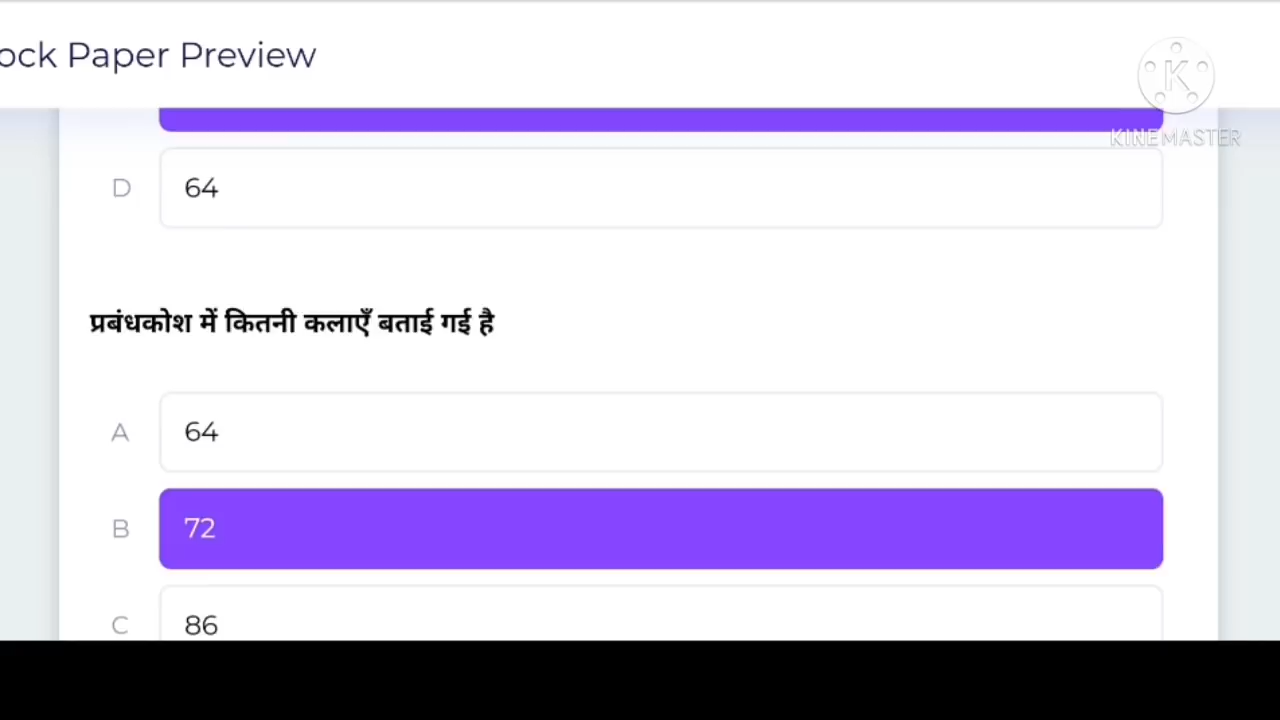 ock Paper Preview
K
KINEMASTER
D 64
प्रबंधकोश में कितनी कलाएँ बताई गई है
A 64
B 72
C 86